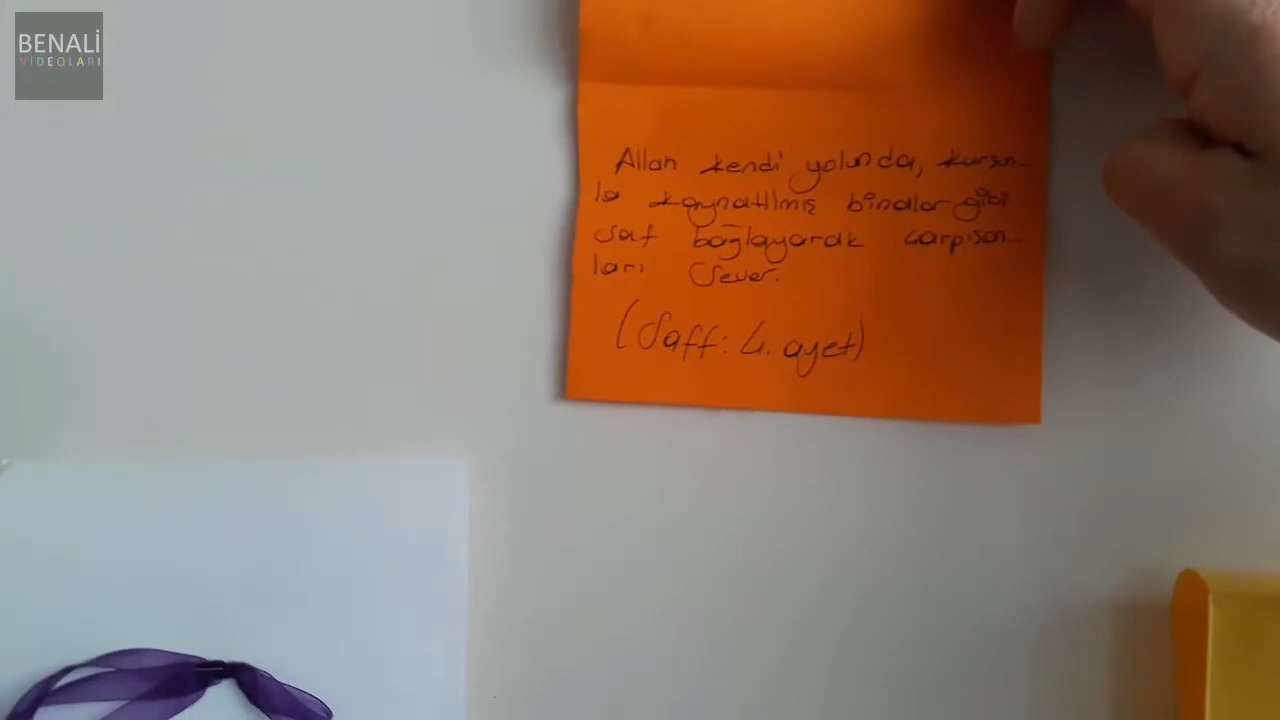 BENALİ
VİDEOLARI
Allah kendi yolunda, kurşun-
la kaynatılmış binalar gibi
saf bağlayarak çarpışan-
ları sever.
(Saff: 4. ayet)